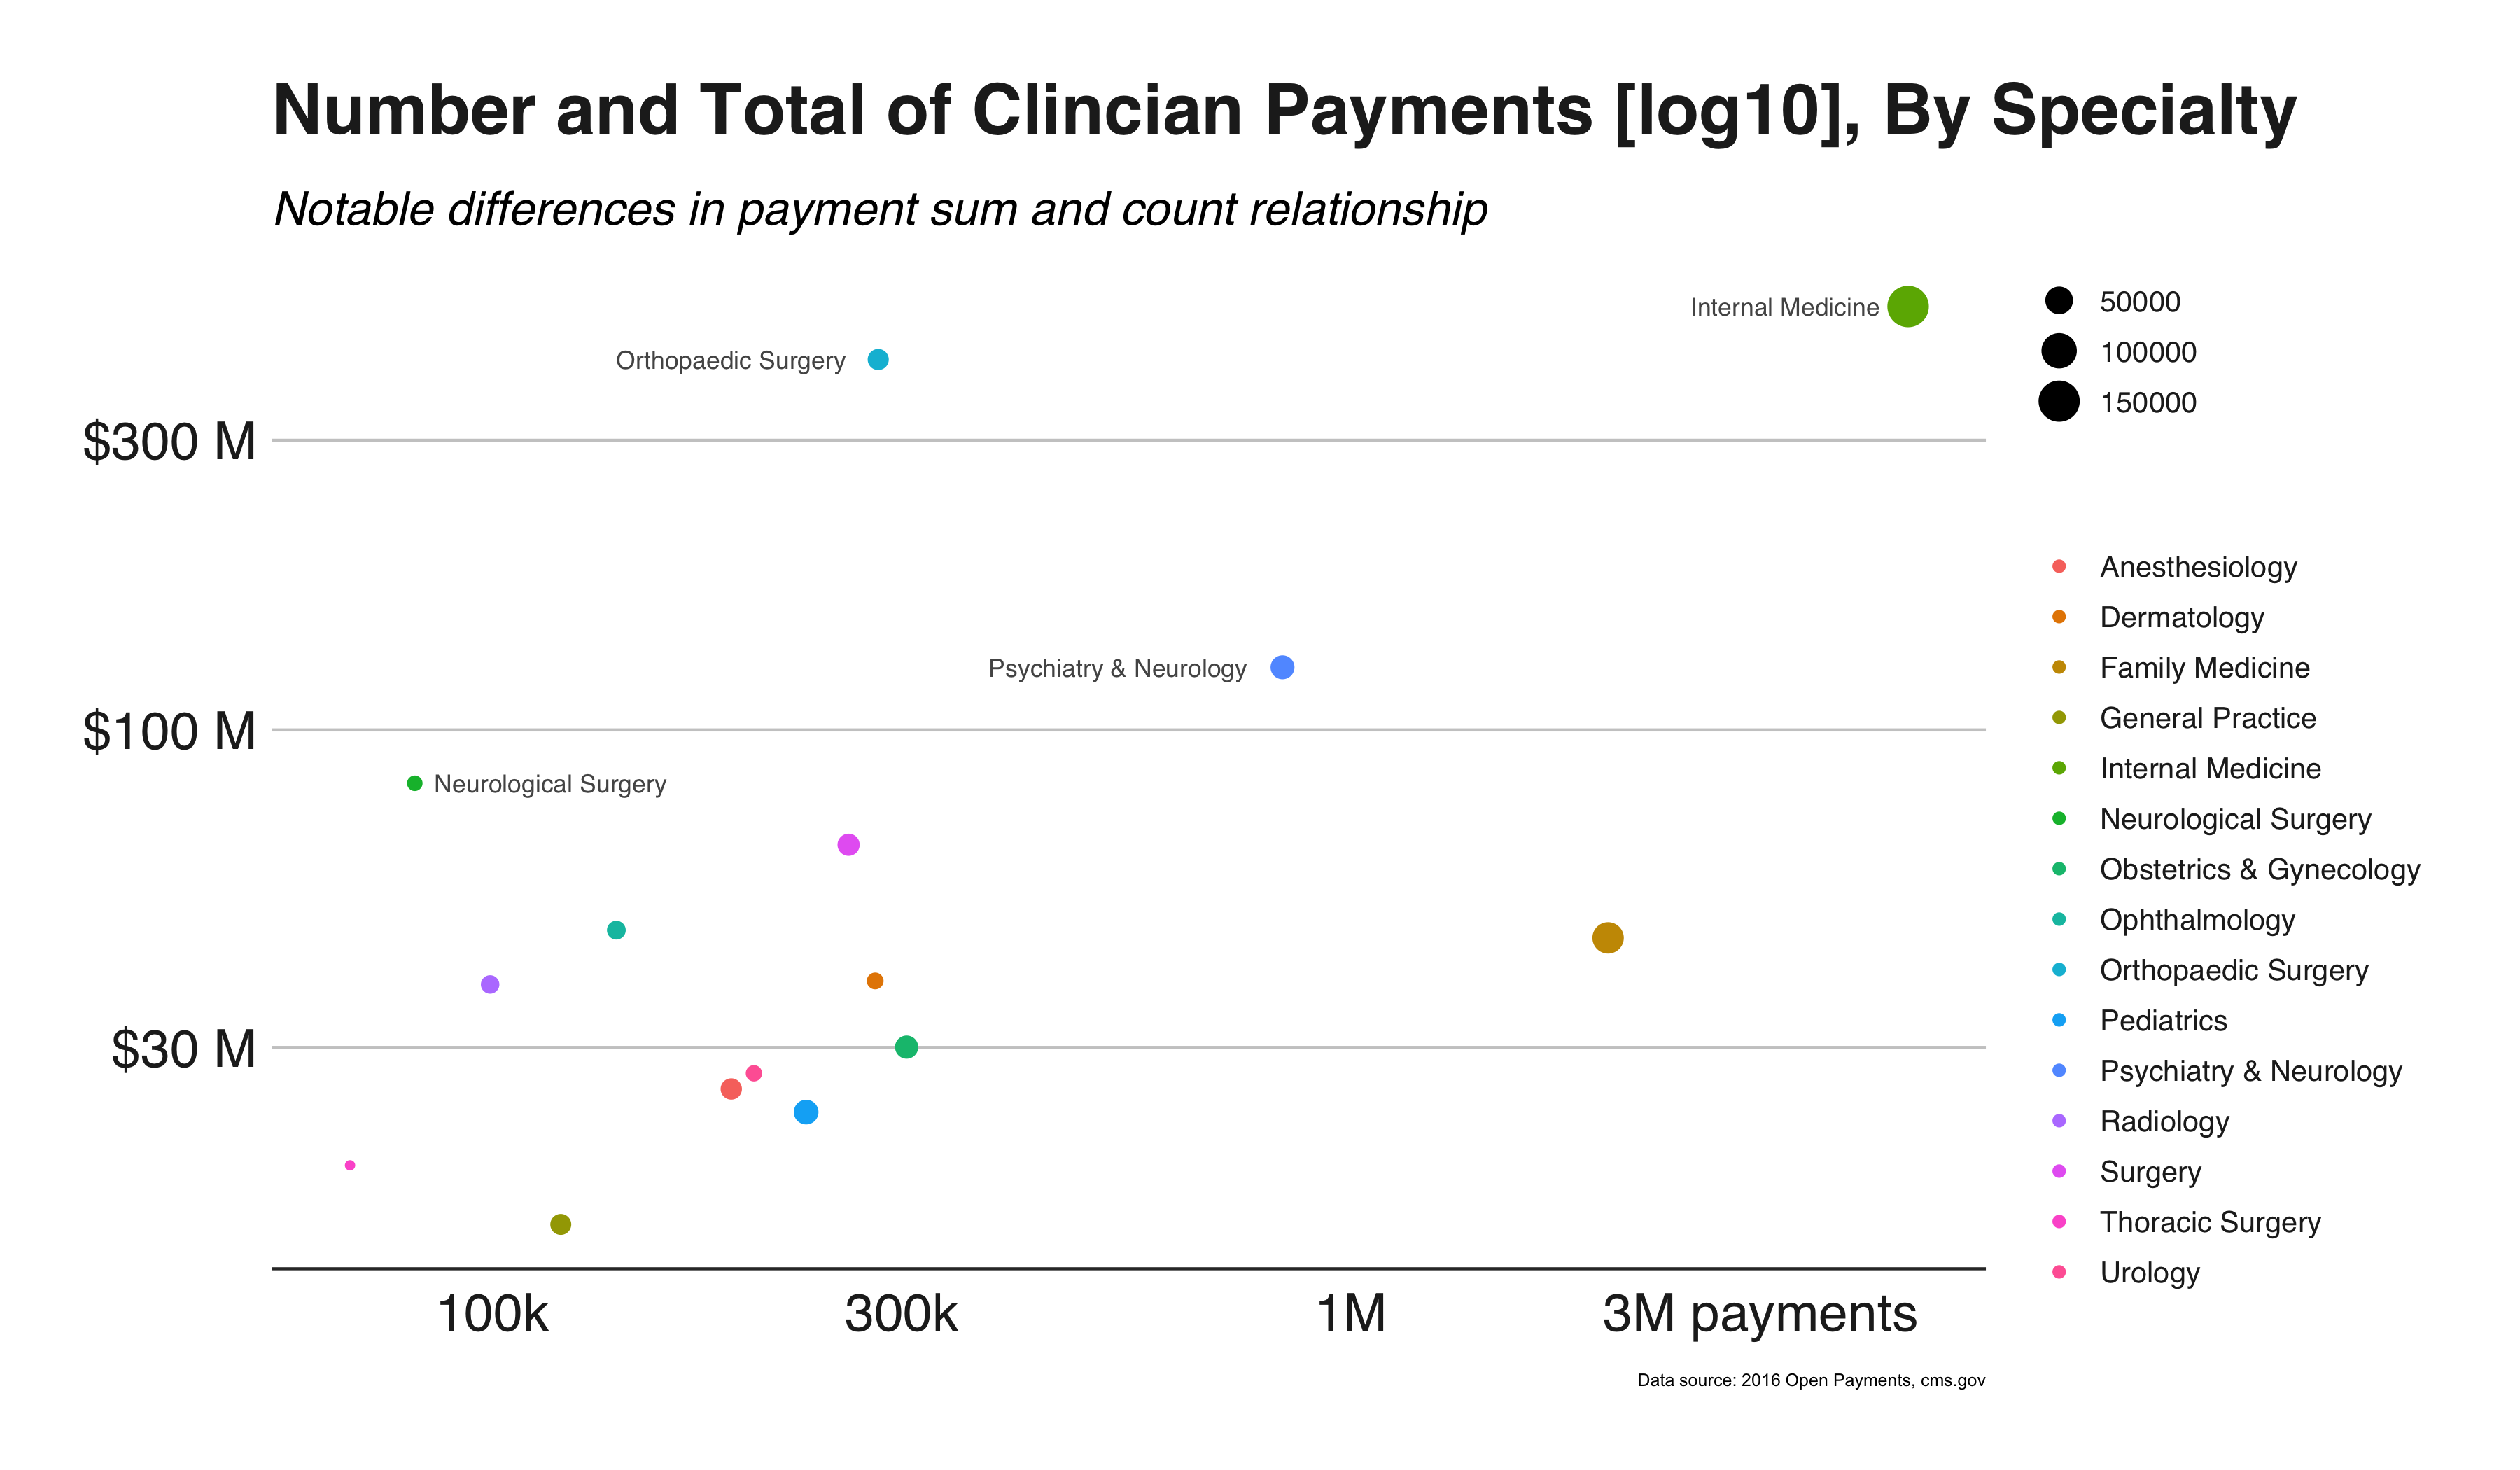 Number and Total of Clincian Payments [log10], By Specialty
Notable differences in payment sum and count relationship
Internal Medicine
Orthopaedic Surgery
Psychiatry & Neurology
Neurological Surgery
$300 M
$100 M
$30 M
100k
300k
1M
3M payments
Data source: 2016 Open Payments, cms.gov
50000
100000
150000
Anesthesiology
Dermatology
Family Medicine
General Practice
Internal Medicine
Neurological Surgery
Obstetrics & Gynecology
Ophthalmology
Orthopaedic Surgery
Pediatrics
Psychiatry & Neurology
Radiology
Surgery
Thoracic Surgery
Urology